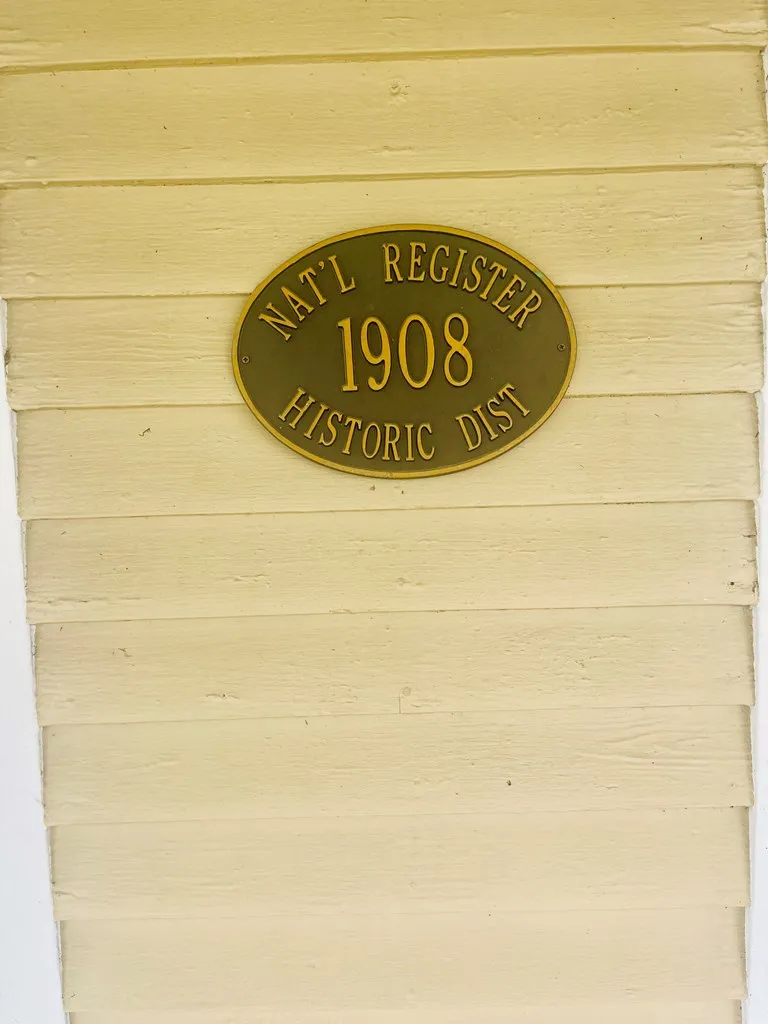 NAT'L REGISTER
1908
HISTORIC DIST